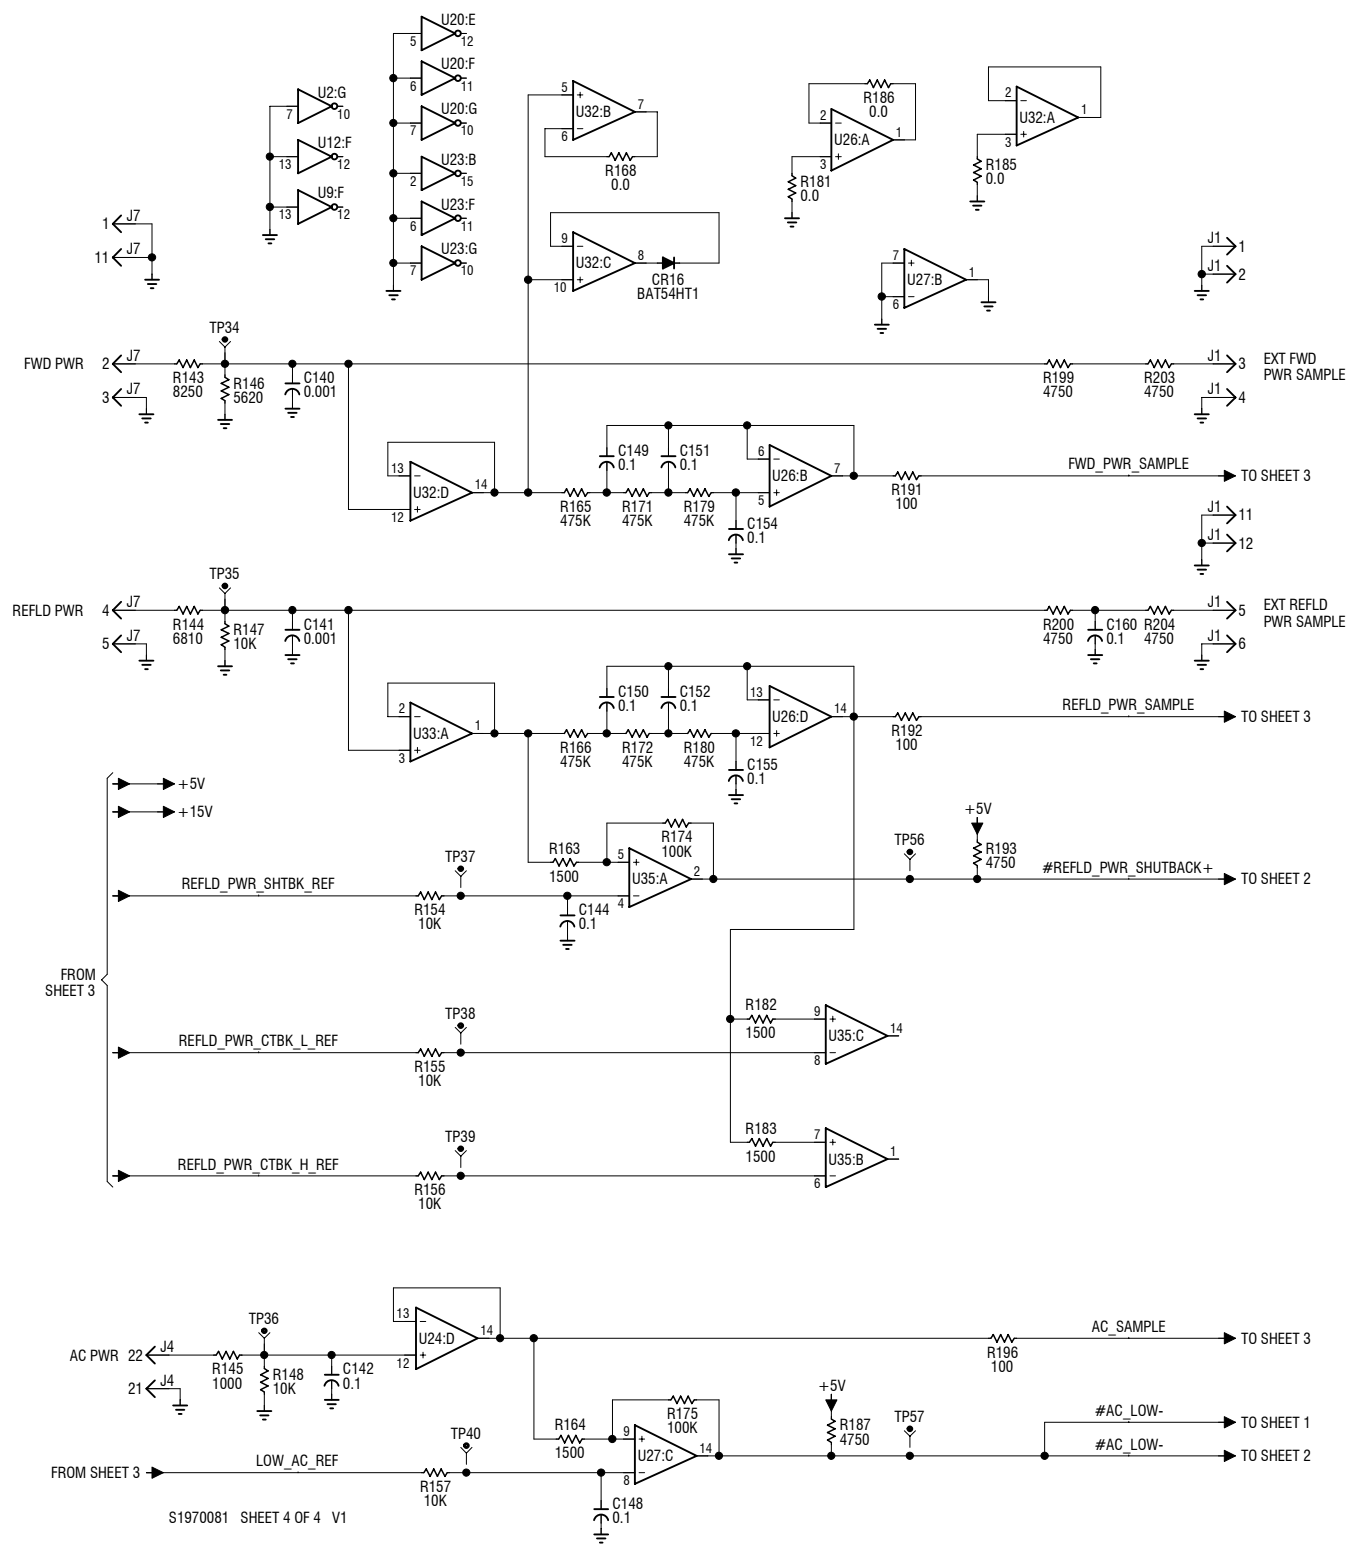 U20:E
5 12
U20:F
6 11
U20:G
7 10
U23:B
2 15
U23:F
6 11
U23:G
7 10
U2:G
7 10
U12:F
13 12
U9:F
13 12
5 + 7
U32:B
6 −
R168
0.0
9 − 8
U32:C
10 +
CR16
BAT54HT1
R186
0.0
2 − 1
U26:A
3 +
R181
0.0
2 − 1
U32:A
3 +
R185
0.0
7 + 1
U27:B
6 −
1 J7
11 J7
J1 1
J1 2
TP34
FWD PWR 2 J7
R143
8250
R146
5620
C140
0.001
3 J7
R199
4750
R203
4750
J1 3 EXT FWD
PWR SAMPLE
J1 4
13 − 14
U32:D
12 +
R165
475K
C149
0.1
R171
475K
C151
0.1
R179
475K
C154
0.1
6 − 7
U26:B
5 +
R191
100
FWD_PWR_SAMPLE
TO SHEET 3
J1 11
J1 12
TP35
REFLD PWR 4 J7
R144
6810
R147
10K
C141
0.001
5 J7
R200
4750
C160
0.1
R204
4750
J1 5 EXT REFLD
PWR SAMPLE
J1 6
2 − 1
U33:A
3 +
R166
475K
C150
0.1
R172
475K
C152
0.1
R180
475K
C155
0.1
13 − 14
U26:D
12 +
R192
100
REFLD_PWR_SAMPLE
TO SHEET 3
+5V
+15V
R163
1500
R174
100K
5 + 2
U35:A
4 −
TP37
REFLD_PWR_SHTBK_REF
R154
10K
C144
0.1
TP56
+5V
R193
4750
#REFLD_PWR_SHUTBACK+
TO SHEET 2
FROM
SHEET 3
TP38
REFLD_PWR_CTBK_L_REF
R155
10K
R182
1500
9 + 14
U35:C
8 −
TP39
REFLD_PWR_CTBK_H_REF
R156
10K
R183
1500
7 + 1
U35:B
6 −
TP36
AC PWR 22 J4
R145
1000
R148
10K
C142
0.1
21 J4
13 − 14
U24:D
12 +
R196
100
AC_SAMPLE
TO SHEET 3
R164
1500
R175
100K
9 + 14
U27:C
8 −
+5V
R187
4750
TP57
#AC_LOW-
TO SHEET 1
#AC_LOW-
TO SHEET 2
TP40
FROM SHEET 3
LOW_AC_REF
R157
10K
C148
0.1
S1970081 SHEET 4 OF 4 V1